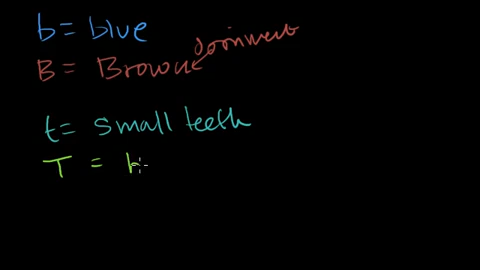 b = blue
B = Brown dominant
t = small teeth
T = b